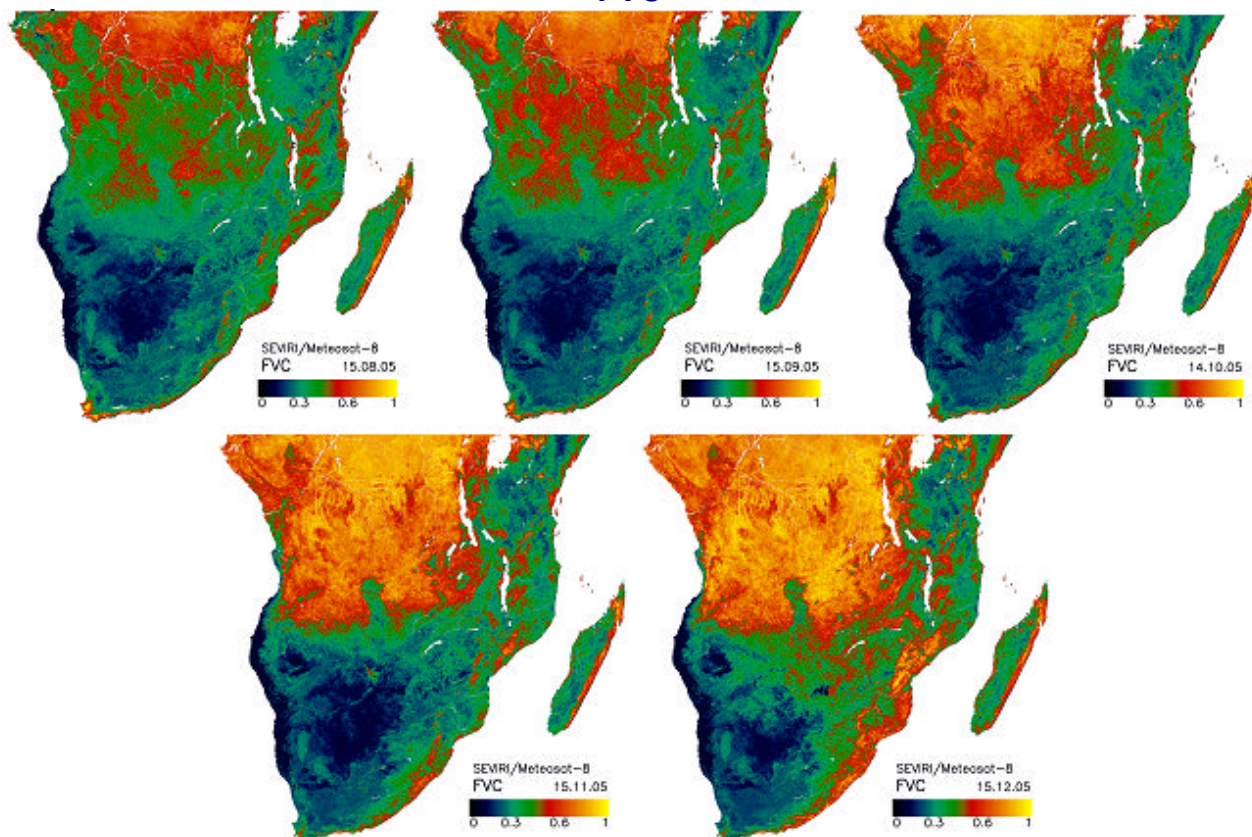 SEVIRI/Meteosat-8
FVC 15.08.05
0 0.3 0.6 1
SEVIRI/Meteosat-8
FVC 15.09.05
0 0.3 0.6 1
SEVIRI/Meteosat-8
FVC 14.10.05
0 0.3 0.6 1
SEVIRI/Meteosat-8
FVC 15.11.05
0 0.3 0.6 1
SEVIRI/Meteosat-8
FVC 15.12.05
0 0.3 0.6 1